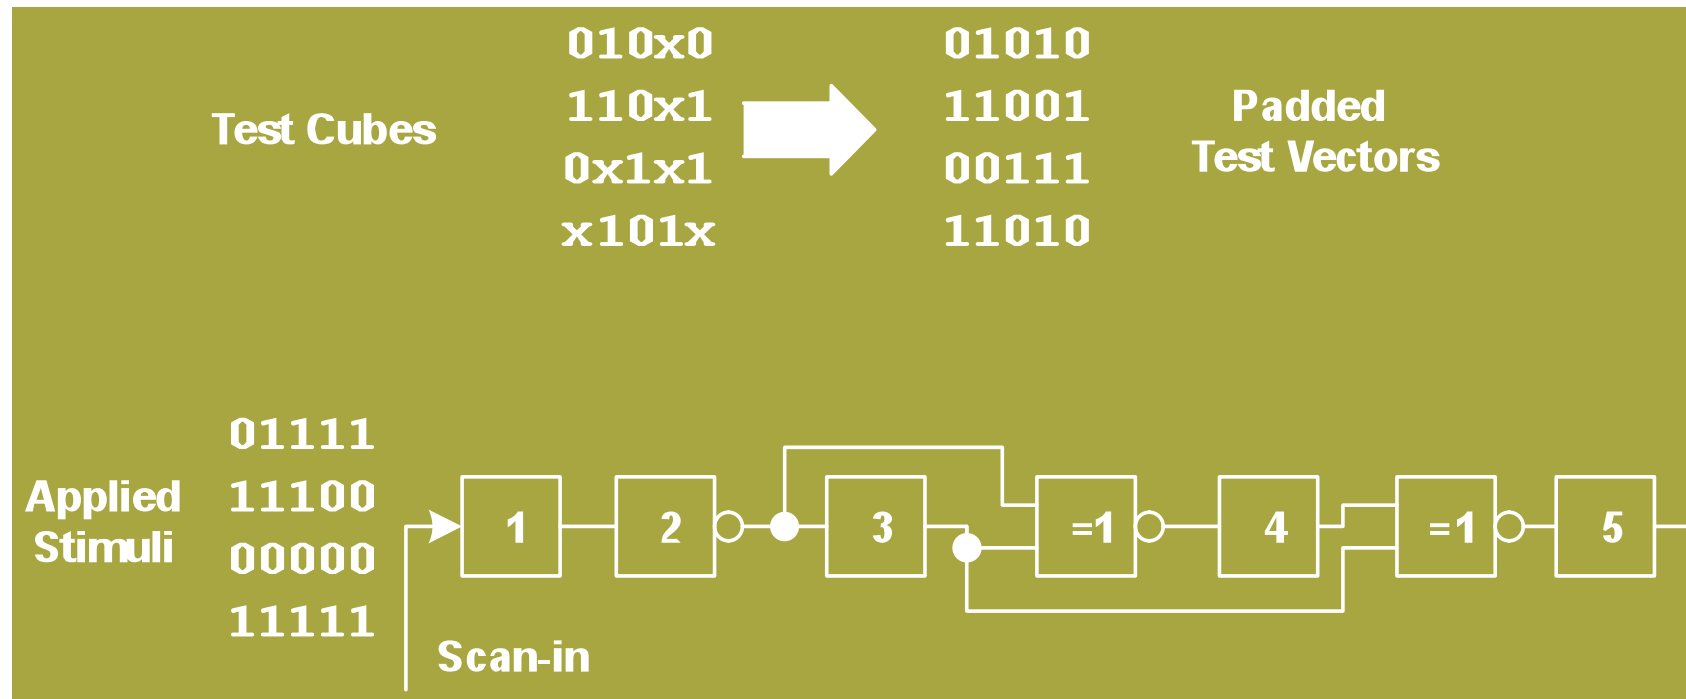 010x0
110x1
0x1x1
x101x
Test Cubes
01010
11001
00111
11010
Padded
Test Vectors
01111
11100
00000
11111
Applied
Stimuli
1
2
3
=1
4
=1
5
Scan-in